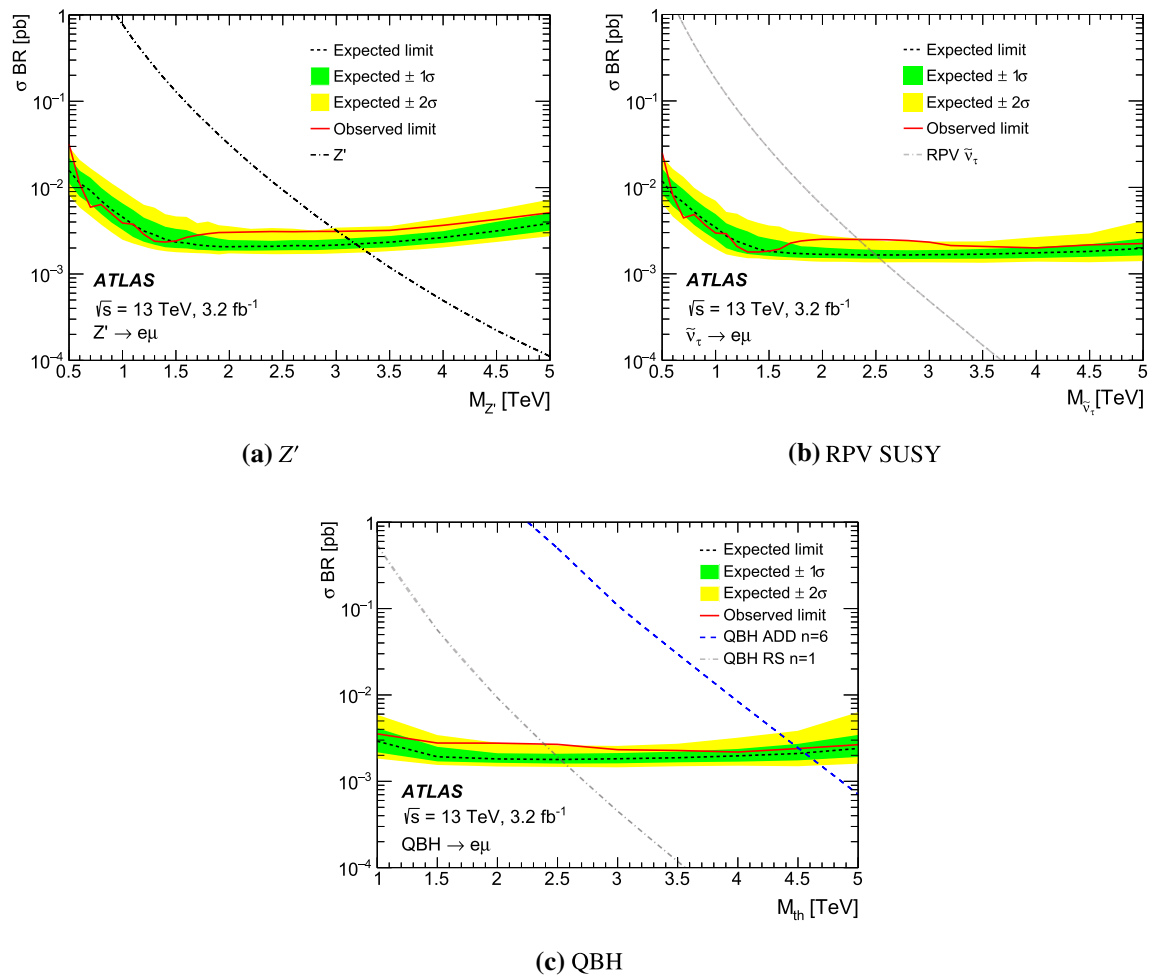 σ BR [pb]
1
10⁻¹
10⁻²
10⁻³
10⁻⁴
Expected limit
Expected ± 1σ
Expected ± 2σ
Observed limit
Z'
ATLAS
√s = 13 TeV, 3.2 fb⁻¹
Z' → eμ
0.5 1 1.5 2 2.5 3 3.5 4 4.5 5
M_Z' [TeV]
(a) Z′
σ BR [pb]
1
10⁻¹
10⁻²
10⁻³
10⁻⁴
Expected limit
Expected ± 1σ
Expected ± 2σ
Observed limit
RPV ν̃_τ
ATLAS
√s = 13 TeV, 3.2 fb⁻¹
ν̃_τ → eμ
0.5 1 1.5 2 2.5 3 3.5 4 4.5 5
M_ν̃_τ [TeV]
(b) RPV SUSY
σ BR [pb]
1
10⁻¹
10⁻²
10⁻³
10⁻⁴
Expected limit
Expected ± 1σ
Expected ± 2σ
Observed limit
QBH ADD n=6
QBH RS n=1
ATLAS
√s = 13 TeV, 3.2 fb⁻¹
QBH → eμ
1 1.5 2 2.5 3 3.5 4 4.5 5
M_th [TeV]
(c) QBH